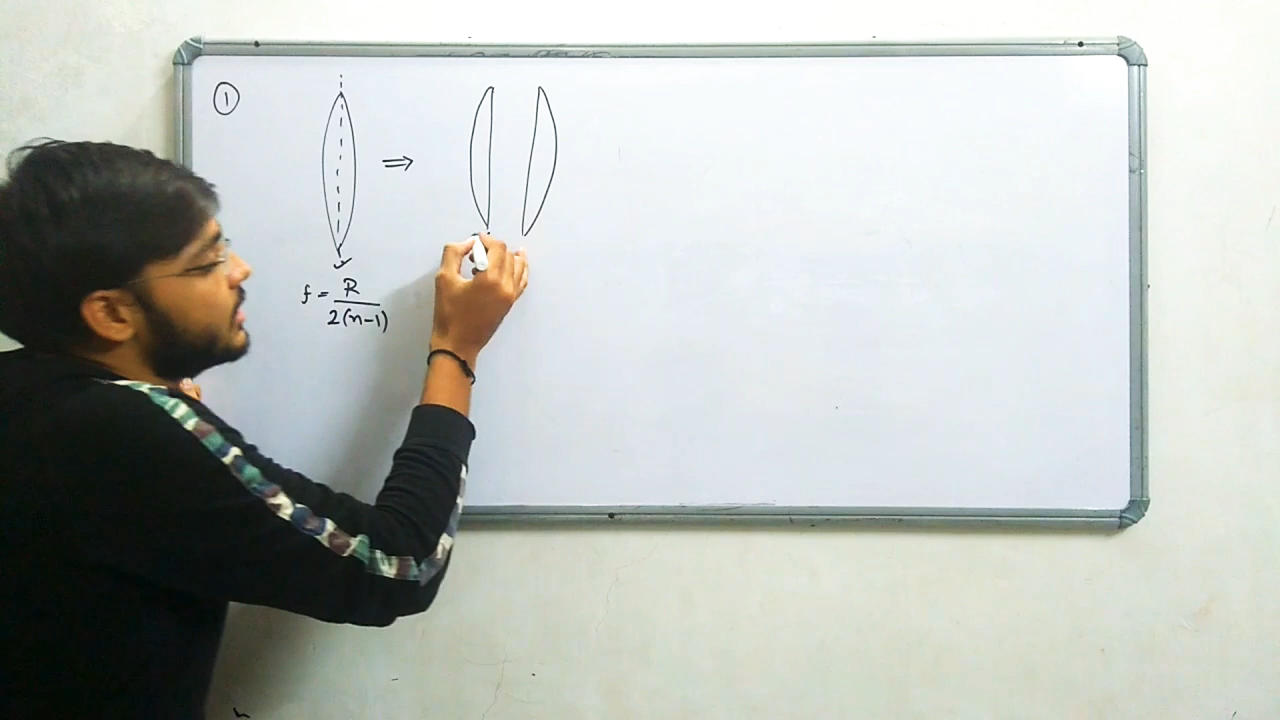 ①
⇒
f = R / 2(n-1)